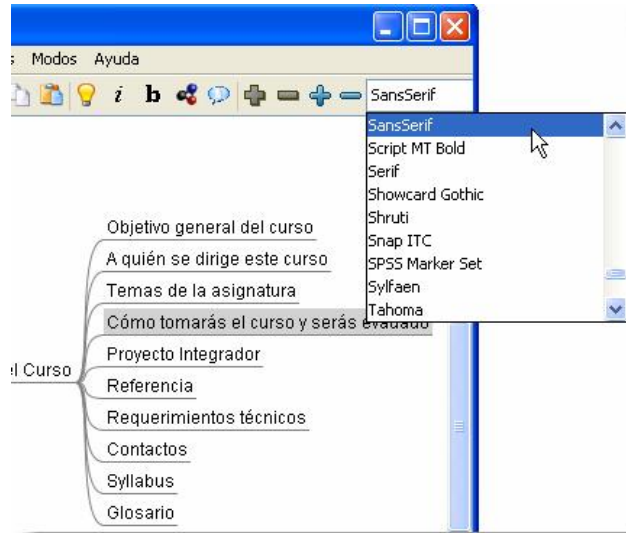 s Modos Ayuda
i b SansSerif
SansSerif
Script MT Bold
Serif
Showcard Gothic
Shruti
Snap ITC
SPSS Marker Set
Sylfaen
Tahoma
Objetivo general del curso
A quién se dirige este curso
Temas de la asignatura
Cómo tomarás el curso y serás evaluado
Proyecto Integrador
el Curso
Referencia
Requerimientos técnicos
Contactos
Syllabus
Glosario